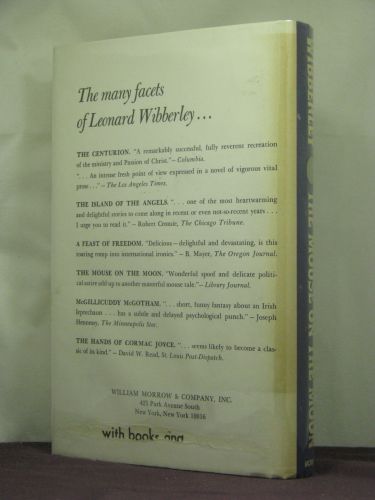 The many facets
of Leonard Wibberley . . .
THE CENTURION. "A remarkably successful, fully reverent recreation
of the ministry and Passion of Christ." — Columbia.
". . . An intense fresh point of view expressed in a novel of vigorous vital
prose . . ." — The Los Angeles Times.
THE ISLAND OF THE ANGELS. ". . . one of the most heartwarming
and delightful stories to come along in recent or even not-so-recent years . . .
I urge you to read it." — Robert Cromie, The Chicago Tribune.
A FEAST OF FREEDOM. "Delicious — delightful and devastating, is this
roaring romp into international ironics." — B. Mayer, The Oregon Journal.
THE MOUSE ON THE MOON. "Wonderful spoof and delicate politi-
cal satire add up to another masterful mouse tale." — Library Journal.
McGILLICUDDY McGOTHAM. ". . . short, funny fantasy about an Irish
leprechaun . . . has a subtle and delayed psychological punch." — Joseph
Hennessy, The Minneapolis Star.
THE HANDS OF CORMAC JOYCE. ". . . seems likely to become a clas-
sic of its kind." — David W. Read, St. Louis Post-Dispatch.
WILLIAM MORROW & COMPANY, INC.
425 Park Avenue South
New York, New York 10016
with books and
WIBBERLEY THE MOUSE ON THE MOON